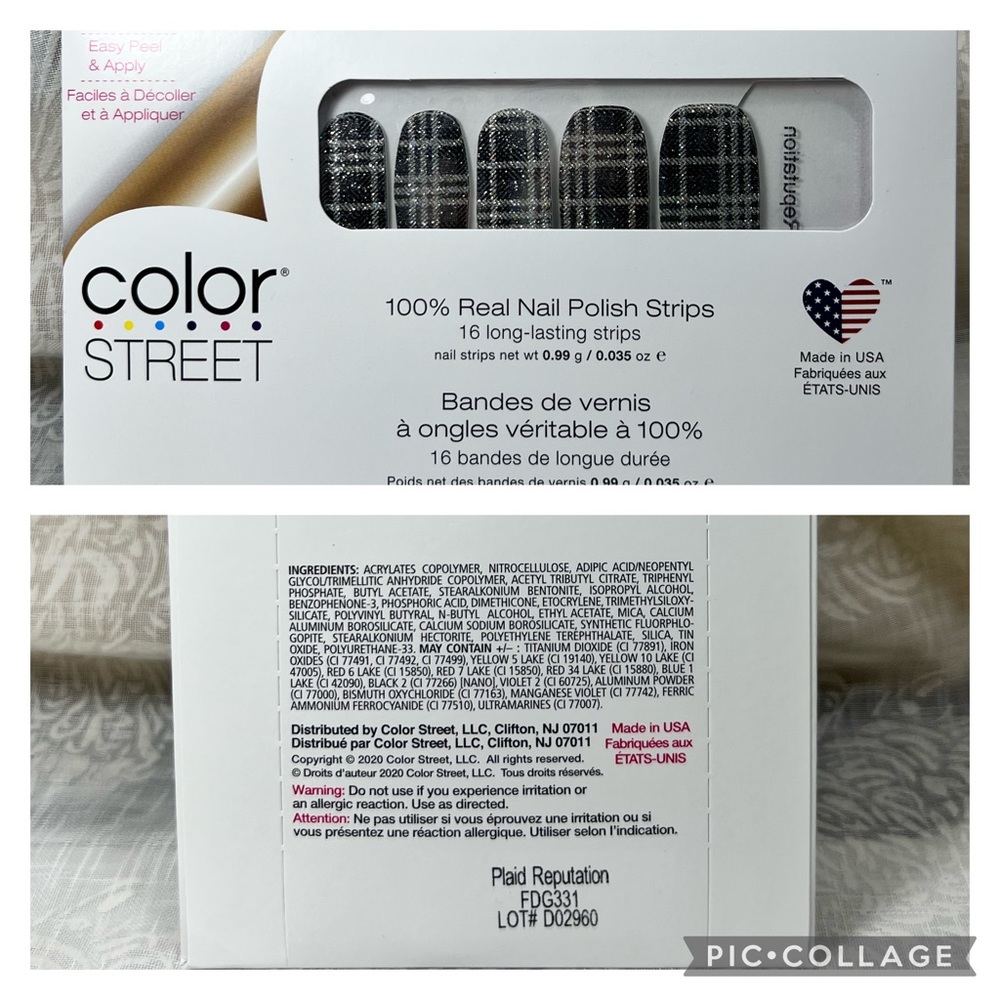 Easy Peel
& Apply
Faciles à Décoller
et à Appliquer
Reputation
color®
STREET
100% Real Nail Polish Strips
16 long-lasting strips
nail strips net wt 0.99 g / 0.035 oz e
Bandes de vernis
à ongles véritable à 100%
16 bandes de longue durée
Poids net des bandes de vernis 0.99 g / 0.035 oz e
™
Made in USA
Fabriquées aux
ÉTATS-UNIS
INGREDIENTS: ACRYLATES COPOLYMER, NITROCELLULOSE, ADIPIC ACID/NEOPENTYL
GLYCOL/TRIMELLITIC ANHYDRIDE COPOLYMER, ACETYL TRIBUTYL CITRATE, TRIPHENYL
PHOSPHATE, BUTYL ACETATE, STEARALKONIUM BENTONITE, ISOPROPYL ALCOHOL,
BENZOPHENONE-3, PHOSPHORIC ACID, DIMETHICONE, ETOCRYLENE, TRIMETHYLSILOXY-
SILICATE, POLYVINYL BUTYRAL, N-BUTYL ALCOHOL, ETHYL ACETATE, MICA, CALCIUM
ALUMINUM BOROSILICATE, CALCIUM SODIUM BOROSILICATE, SYNTHETIC FLUORPHLO-
GOPITE, STEARALKONIUM HECTORITE, POLYETHYLENE TEREPHTHALATE, SILICA, TIN
OXIDE, POLYURETHANE-33. MAY CONTAIN +/– : TITANIUM DIOXIDE (CI 77891), IRON
OXIDES (CI 77491, CI 77492, CI 77499), YELLOW 5 LAKE (CI 19140), YELLOW 10 LAKE (CI
47005), RED 6 LAKE (CI 15850), RED 7 LAKE (CI 15850), RED 34 LAKE (CI 15880), BLUE 1
LAKE (CI 42090), BLACK 2 (CI 77266) [NANO], VIOLET 2 (CI 60725), ALUMINUM POWDER
(CI 77000), BISMUTH OXYCHLORIDE (CI 77163), MANGANESE VIOLET (CI 77742), FERRIC
AMMONIUM FERROCYANIDE (CI 77510), ULTRAMARINES (CI 77007).
Distributed by Color Street, LLC, Clifton, NJ 07011
Distribué par Color Street, LLC, Clifton, NJ 07011
Made in USA
Fabriquées aux
ÉTATS-UNIS
Copyright © 2020 Color Street, LLC. All rights reserved.
© Droits d'auteur 2020 Color Street, LLC. Tous droits réservés.
Warning: Do not use if you experience irritation or
an allergic reaction. Use as directed.
Attention: Ne pas utiliser si vous éprouvez une irritation ou si
vous présentez une réaction allergique. Utiliser selon l'indication.
Plaid Reputation
FDG331
LOT# D02960
PIC•COLLAGE